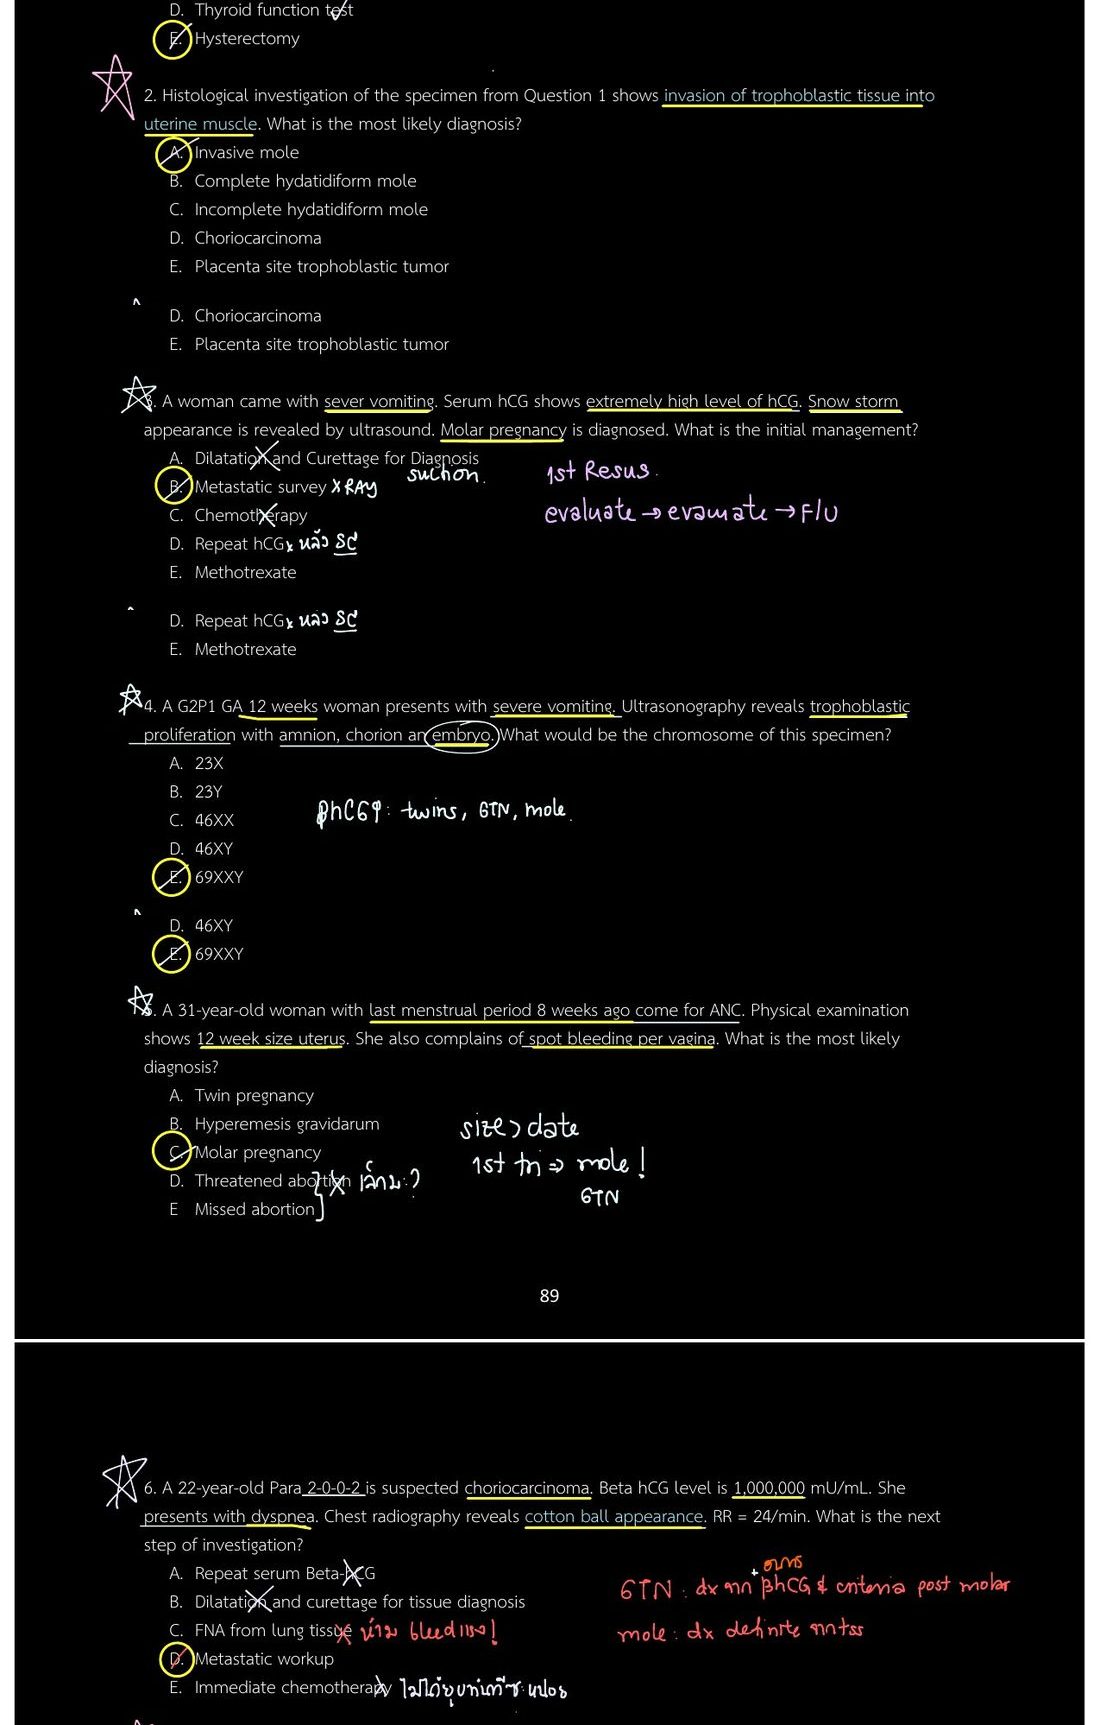 D. Thyroid function test
E. Hysterectomy
2. Histological investigation of the specimen from Question 1 shows invasion of trophoblastic tissue into
uterine muscle. What is the most likely diagnosis?
A. Invasive mole
B. Complete hydatidiform mole
C. Incomplete hydatidiform mole
D. Choriocarcinoma
E. Placenta site trophoblastic tumor
D. Choriocarcinoma
E. Placenta site trophoblastic tumor
3. A woman came with sever vomiting. Serum hCG shows extremely high level of hCG. Snow storm
appearance is revealed by ultrasound. Molar pregnancy is diagnosed. What is the initial management?
A. Dilatation and Curettage for Diagnosis
suction.
1st Resus.
B. Metastatic survey X RAY
evaluate → evacuate → F/U
C. Chemotherapy
D. Repeat hCG x หลัง SC
E. Methotrexate
D. Repeat hCG x หลัง SC
E. Methotrexate
4. A G2P1 GA 12 weeks woman presents with severe vomiting. Ultrasonography reveals trophoblastic
proliferation with amnion, chorion an embryo. What would be the chromosome of this specimen?
A. 23X
B. 23Y
βhCG↑: twins, GTN, mole.
C. 46XX
D. 46XY
E. 69XXY
D. 46XY
E. 69XXY
5. A 31-year-old woman with last menstrual period 8 weeks ago come for ANC. Physical examination
shows 12 week size uterus. She also complains of spot bleeding per vagina. What is the most likely
diagnosis?
A. Twin pregnancy
B. Hyperemesis gravidarum
size > date
C. Molar pregnancy
1st tri ⇒ mole!
D. Threatened abortion
GTN
E Missed abortion
89
6. A 22-year-old Para 2-0-0-2 is suspected choriocarcinoma. Beta hCG level is 1,000,000 mU/mL. She
presents with dyspnea. Chest radiography reveals cotton ball appearance. RR = 24/min. What is the next
step of investigation?
A. Repeat serum Beta-hCG
+ อาการ
GTN : dx จาก βhCG & criteria post molar
B. Dilatation and curettage for tissue diagnosis
C. FNA from lung tissue x ห้าม bleed
mole : dx definite
D. Metastatic workup
E. Immediate chemotherapy